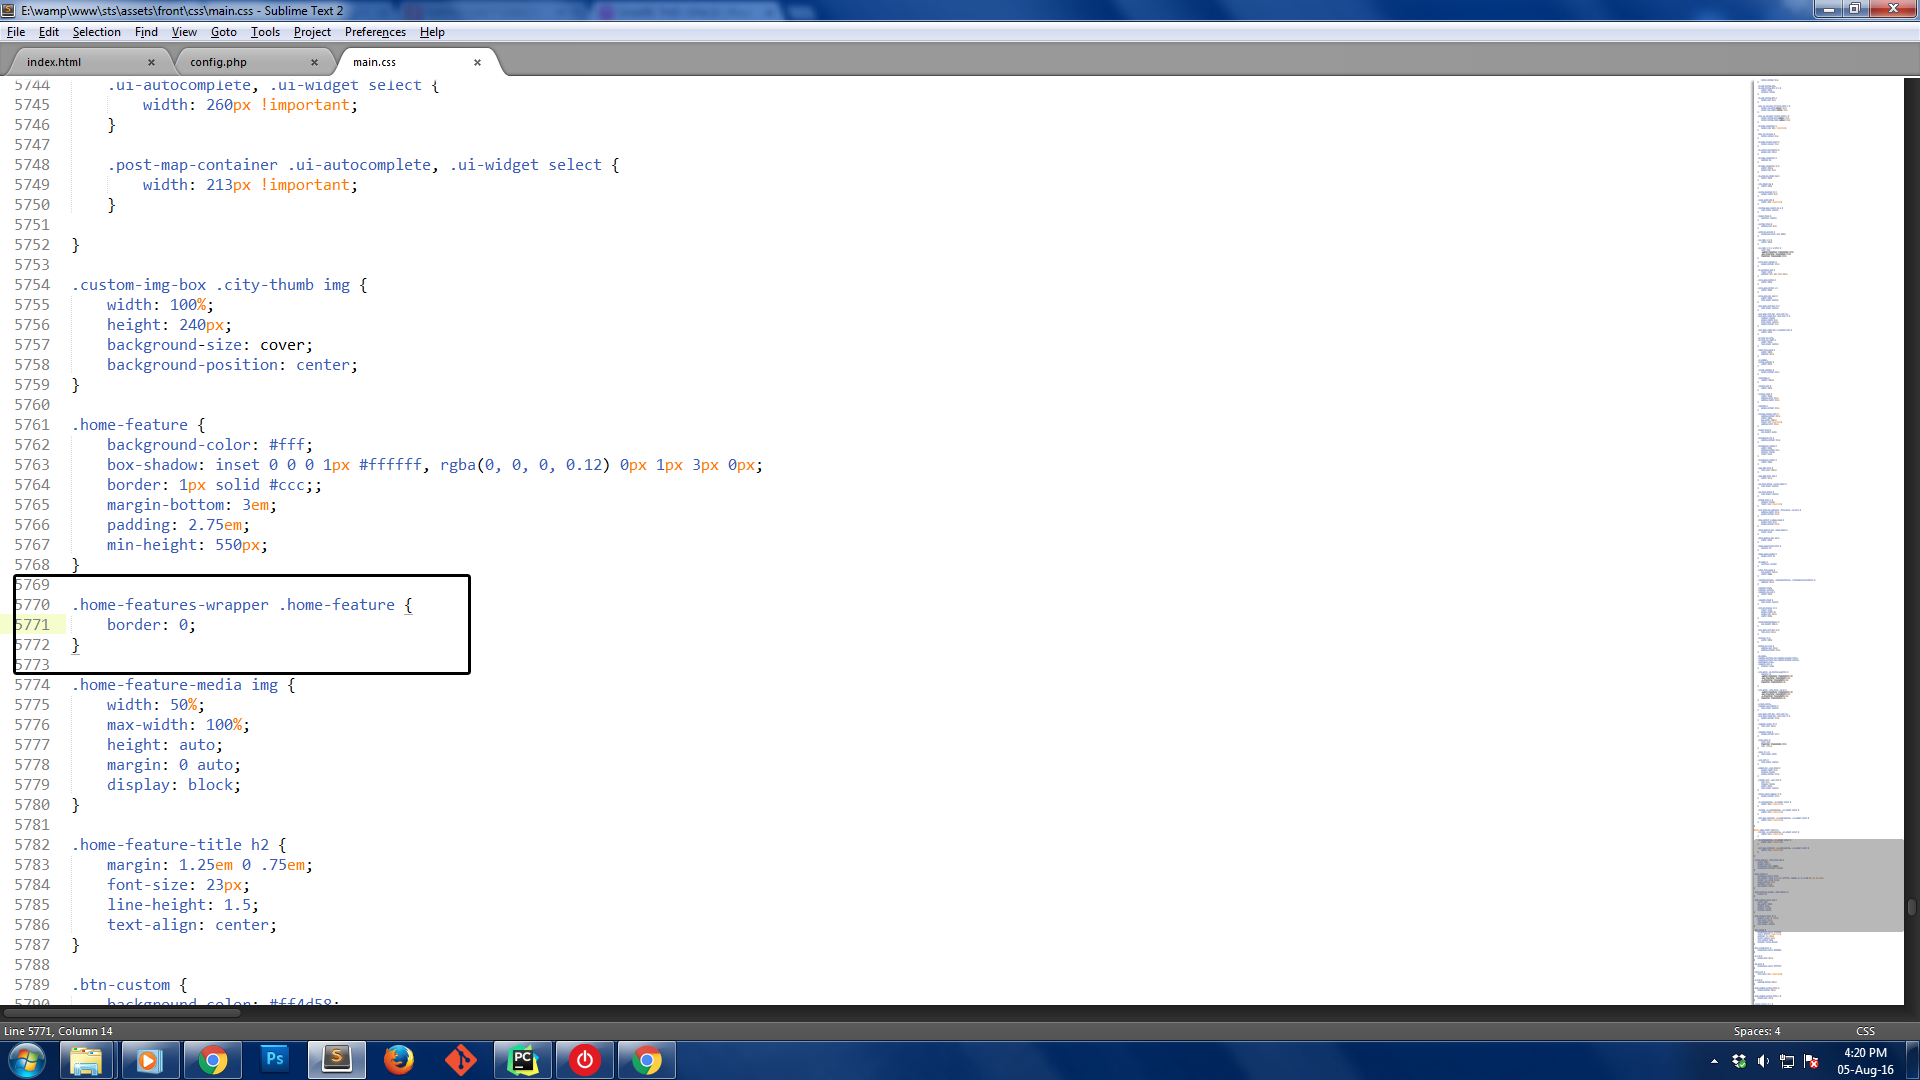 E:\wamp\www\sts\assets\front\css\main.css - Sublime Text 2
File Edit Selection Find View Goto Tools Project Preferences Help
index.html × config.php × main.css ×
5744 .ui-autocomplete, .ui-widget select {
5745 width: 260px !important;
5746 }
5747
5748 .post-map-container .ui-autocomplete, .ui-widget select {
5749 width: 213px !important;
5750 }
5751
5752 }
5753
5754 .custom-img-box .city-thumb img {
5755 width: 100%;
5756 height: 240px;
5757 background-size: cover;
5758 background-position: center;
5759 }
5760
5761 .home-feature {
5762 background-color: #fff;
5763 box-shadow: inset 0 0 0 1px #ffffff, rgba(0, 0, 0, 0.12) 0px 1px 3px 0px;
5764 border: 1px solid #ccc;;
5765 margin-bottom: 3em;
5766 padding: 2.75em;
5767 min-height: 550px;
5768 }
5769
5770 .home-features-wrapper .home-feature {
5771 border: 0;
5772 }
5773
5774 .home-feature-media img {
5775 width: 50%;
5776 max-width: 100%;
5777 height: auto;
5778 margin: 0 auto;
5779 display: block;
5780 }
5781
5782 .home-feature-title h2 {
5783 margin: 1.25em 0 .75em;
5784 font-size: 23px;
5785 line-height: 1.5;
5786 text-align: center;
5787 }
5788
5789 .btn-custom {
5790 background-color: #ff4d58;
Line 5771, Column 14 Spaces: 4 CSS
Ps S PC
4:20 PM
05-Aug-16